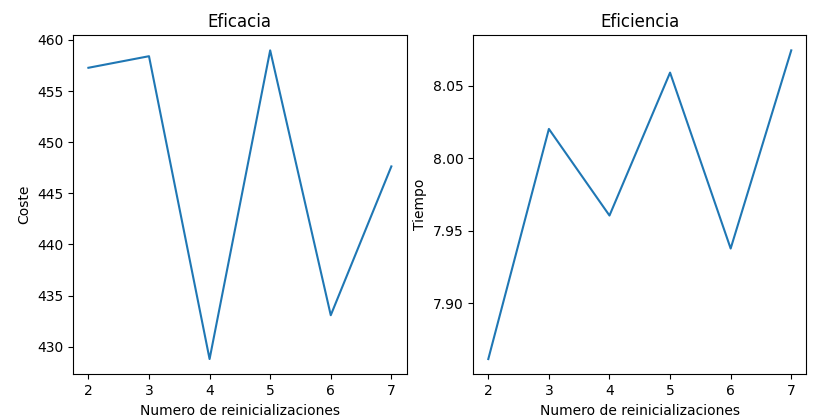 Eficacia
460
455
450
445
440
435
430
Coste
2 3 4 5 6 7
Numero de reinicializaciones
Eficiencia
8.05
8.00
7.95
7.90
Tiempo
2 3 4 5 6 7
Numero de reinicializaciones